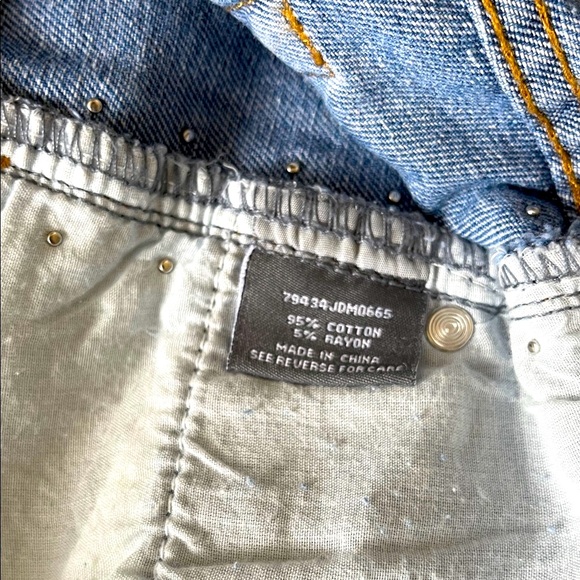 79434JDM0665
95% COTTON
5% RAYON
MADE IN CHINA
SEE REVERSE FOR CARE